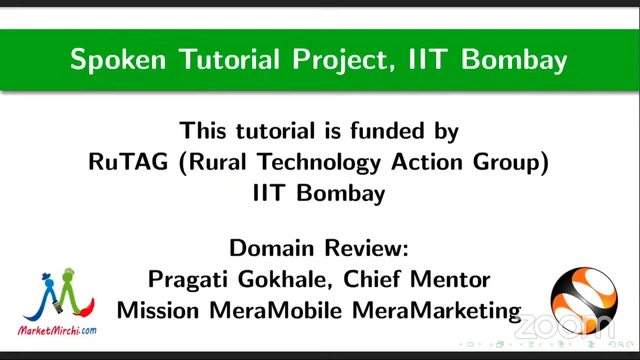 Spoken Tutorial Project, IIT Bombay
This tutorial is funded by
RuTAG (Rural Technology Action Group)
IIT Bombay
Domain Review:
Pragati Gokhale, Chief Mentor
Mission MeraMobile MeraMarketing
MarketMirchi.com
zoom